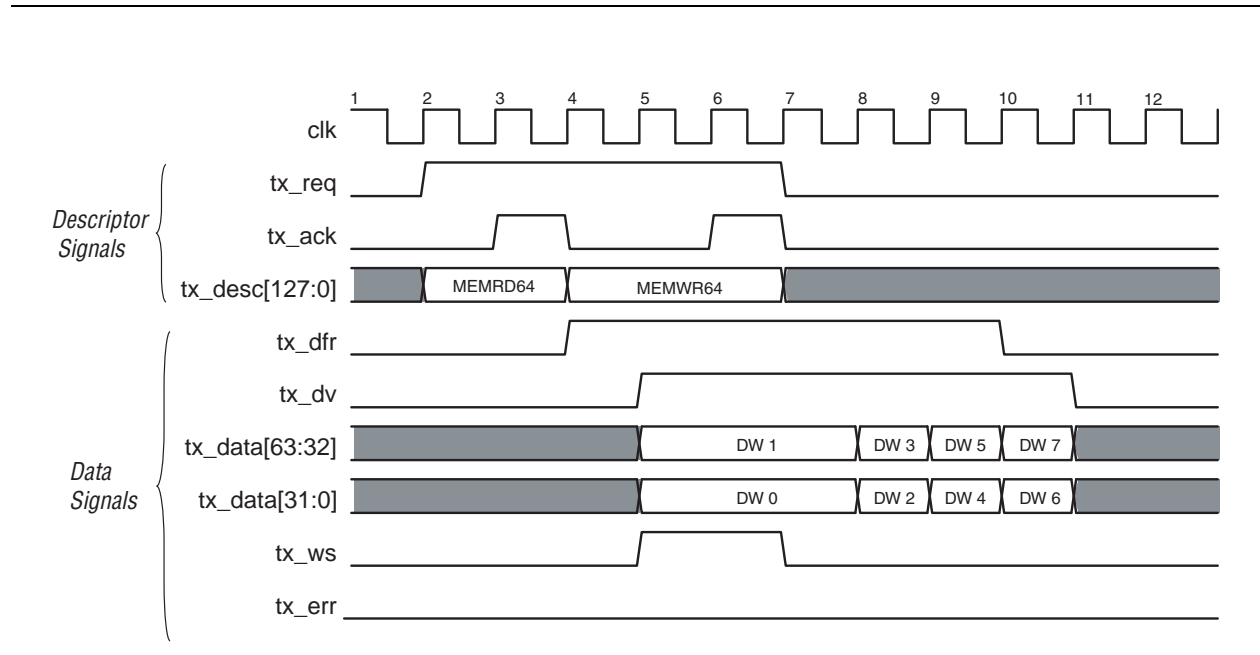 1 2 3 4 5 6 7 8 9 10 11 12
clk
Descriptor
Signals
tx_req
tx_ack
tx_desc[127:0] MEMRD64 MEMWR64
Data
Signals
tx_dfr
tx_dv
tx_data[63:32] DW 1 DW 3 DW 5 DW 7
tx_data[31:0] DW 0 DW 2 DW 4 DW 6
tx_ws
tx_err